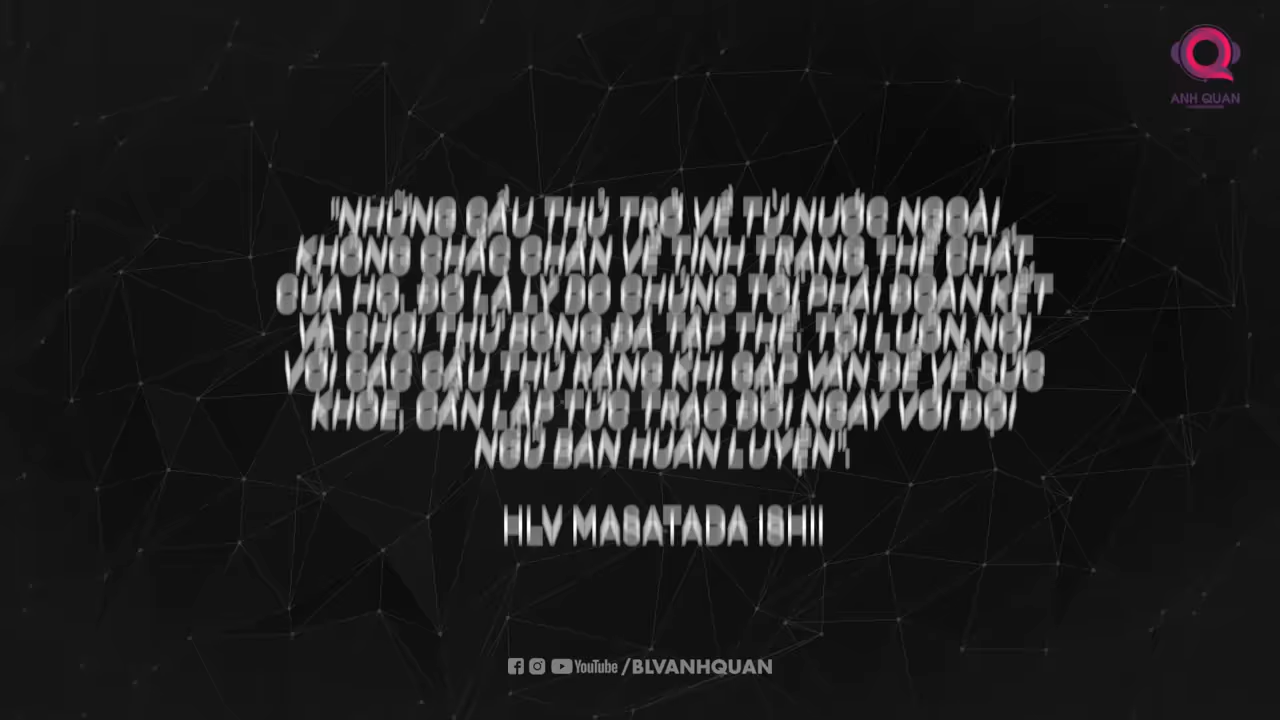 ANH QUAN
"NHỮNG CẦU THỦ TRỞ VỀ TỪ NƯỚC NGOÀI
KHÔNG CHẮC CHẮN VỀ TÌNH TRẠNG THỂ CHẤT
CỦA HỌ. ĐÓ LÀ LÝ DO CHÚNG TÔI PHẢI ĐOÀN KẾT
VÀ CHƠI THỨ BÓNG ĐÁ TẬP THỂ. TÔI LUÔN NÓI
VỚI CÁC CẦU THỦ RẰNG KHI GẶP VẤN ĐỀ VỀ SỨC
KHỎE, CẦN LẬP TỨC TRAO ĐỔI NGAY VỚI ĐỘI
NGŨ BAN HUẤN LUYỆN".
HLV MASATADA ISHII
YouTube /BLVANHQUAN